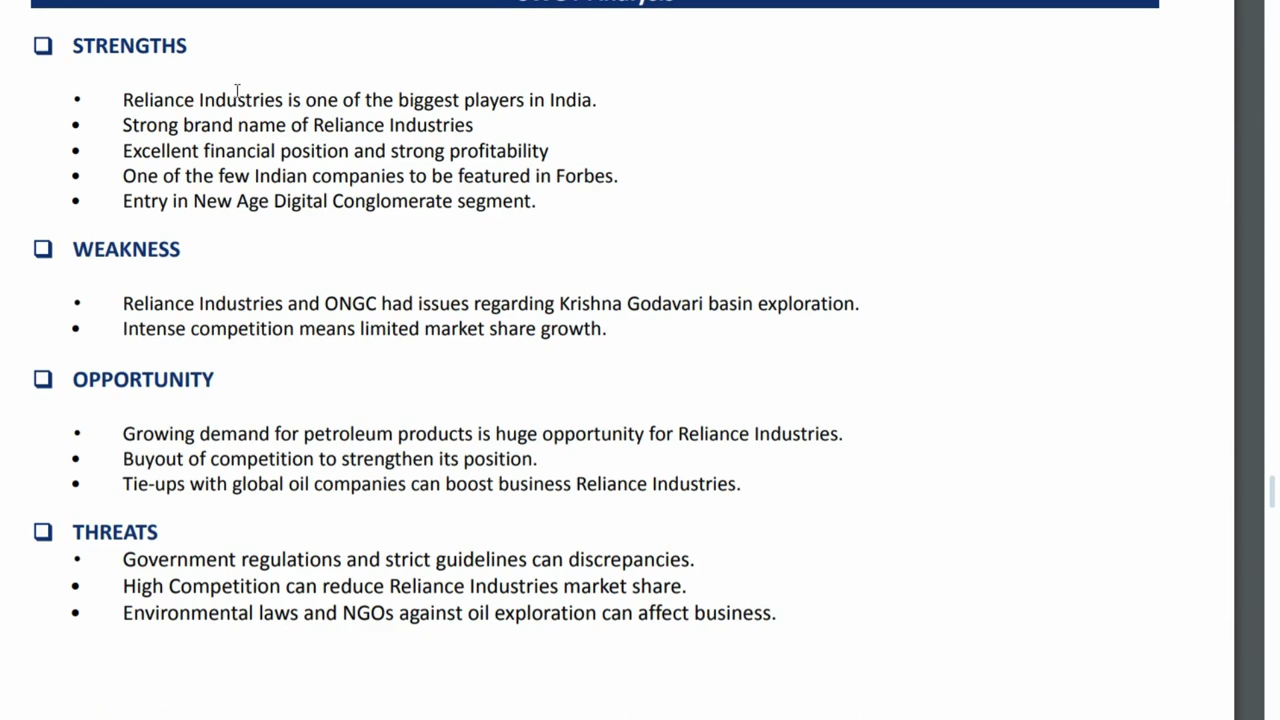 STRENGTHS
• Reliance Industries is one of the biggest players in India.
• Strong brand name of Reliance Industries
• Excellent financial position and strong profitability
• One of the few Indian companies to be featured in Forbes.
• Entry in New Age Digital Conglomerate segment.
WEAKNESS
• Reliance Industries and ONGC had issues regarding Krishna Godavari basin exploration.
• Intense competition means limited market share growth.
OPPORTUNITY
• Growing demand for petroleum products is huge opportunity for Reliance Industries.
• Buyout of competition to strengthen its position.
• Tie-ups with global oil companies can boost business Reliance Industries.
THREATS
• Government regulations and strict guidelines can discrepancies.
• High Competition can reduce Reliance Industries market share.
• Environmental laws and NGOs against oil exploration can affect business.